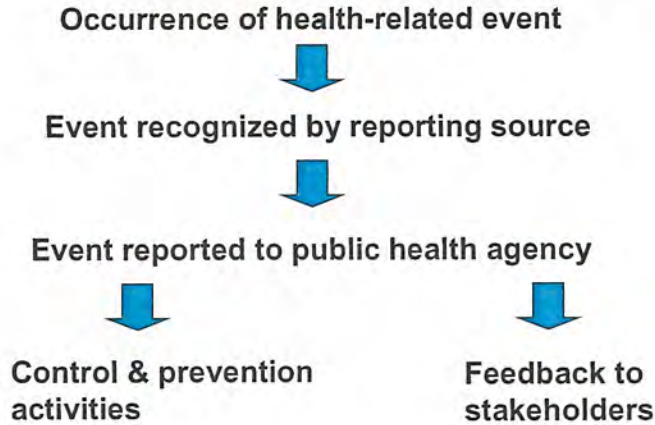 Occurrence of health-related event
Event recognized by reporting source
Event reported to public health agency
Control & prevention
activities
Feedback to
stakeholders